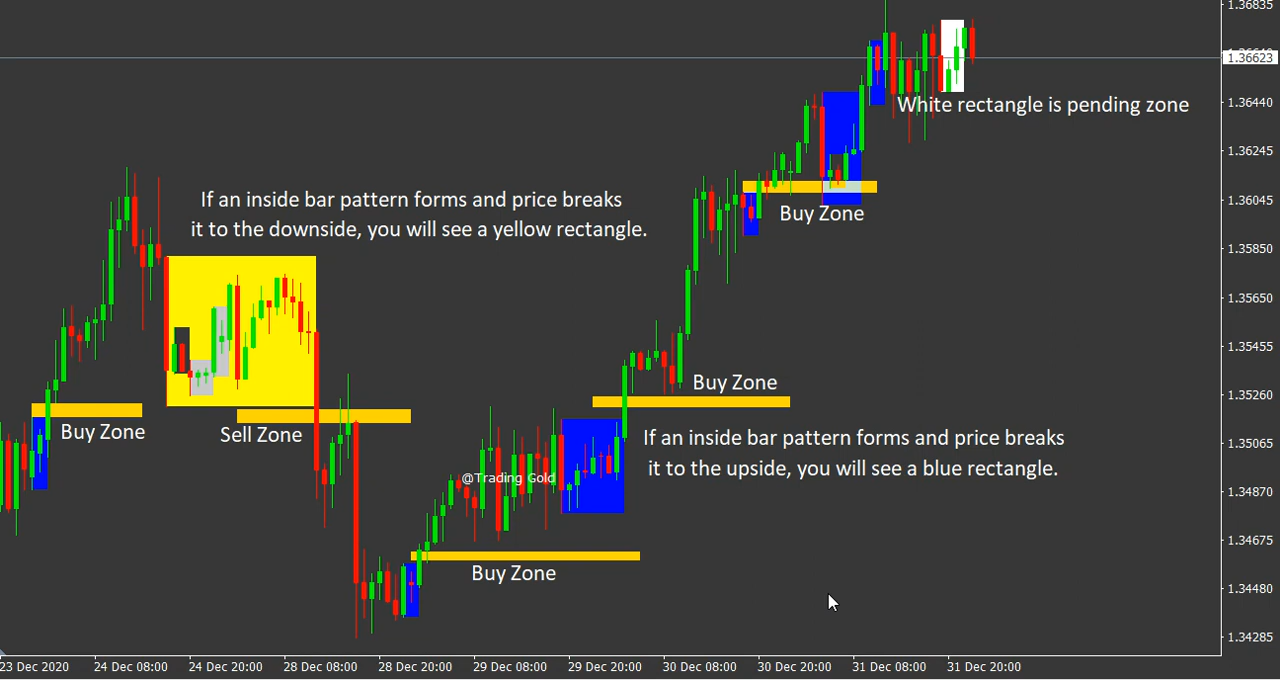 1.36835
1.36623
White rectangle is pending zone
1.36440
1.36245
If an inside bar pattern forms and price breaks
it to the downside, you will see a yellow rectangle.
1.36045
Buy Zone
1.35850
1.35650
1.35455
Buy Zone
1.35260
Buy Zone
Sell Zone
If an inside bar pattern forms and price breaks
it to the upside, you will see a blue rectangle.
1.35065
@Trading Gold
1.34870
1.34675
Buy Zone
1.34480
1.34285
23 Dec 2020 24 Dec 08:00 24 Dec 20:00 28 Dec 08:00 28 Dec 20:00 29 Dec 08:00 29 Dec 20:00 30 Dec 08:00 30 Dec 20:00 31 Dec 08:00 31 Dec 20:00